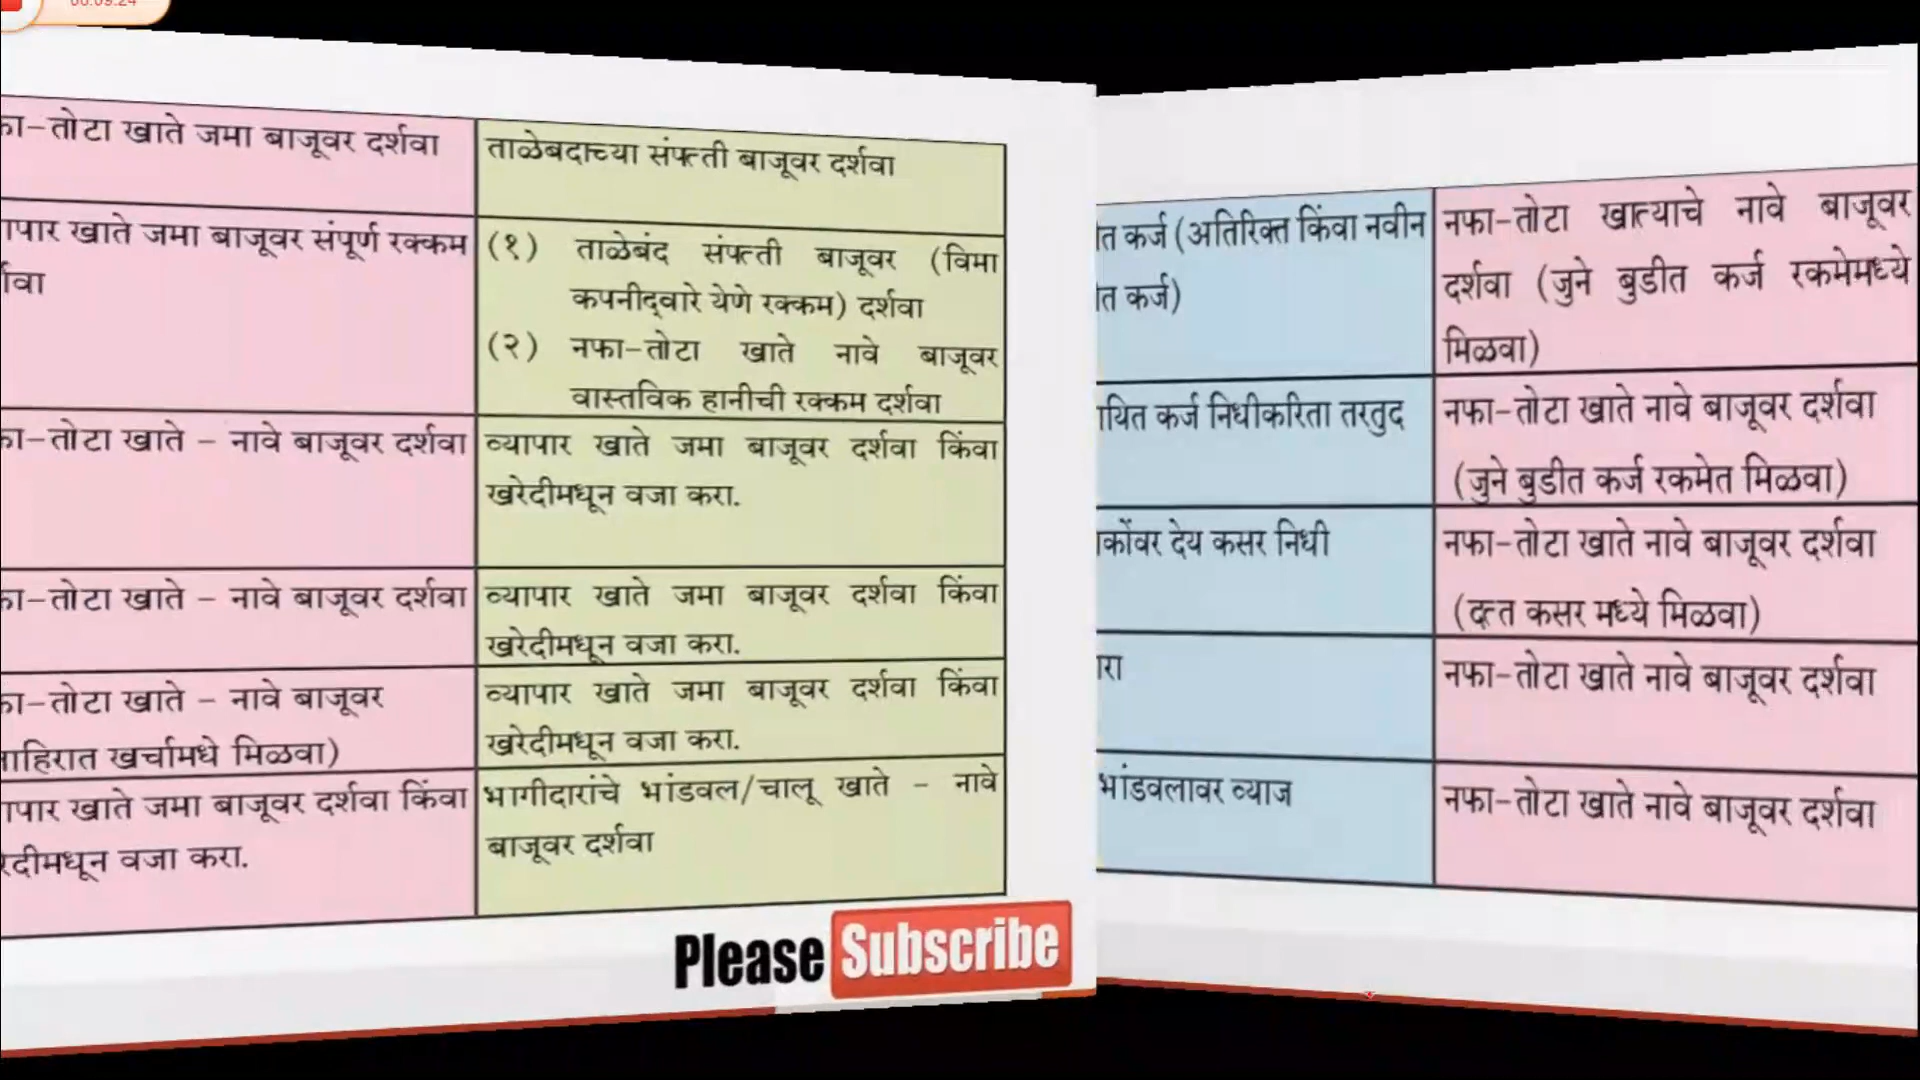 00:09:24
फा-तोटा खाते जमा बाजूवर दर्शवा
ताळेबदाच्या संपत्ती बाजूवर दर्शवा
ापार खाते जमा बाजूवर संपूर्ण रक्कम
र्शवा
(१) ताळेबंद संपत्ती बाजूवर (विमा
कपनीद्वारे येणे रक्कम) दर्शवा
(२) नफा-तोटा खाते नावे बाजूवर
वास्तविक हानीची रक्कम दर्शवा
फा-तोटा खाते - नावे बाजूवर दर्शवा
व्यापार खाते जमा बाजूवर दर्शवा किंवा
खरेदीमधून वजा करा.
फा-तोटा खाते - नावे बाजूवर दर्शवा
व्यापार खाते जमा बाजूवर दर्शवा किंवा
खरेदीमधून वजा करा.
फा-तोटा खाते - नावे बाजूवर
ाहिरात खर्चामधे मिळवा)
व्यापार खाते जमा बाजूवर दर्शवा किंवा
खरेदीमधून वजा करा.
ापार खाते जमा बाजूवर दर्शवा किंवा
रेदीमधून वजा करा.
भागीदारांचे भांडवल/चालू खाते - नावे
बाजूवर दर्शवा
Please Subscribe
त कर्ज (अतिरिक्त किंवा नवीन
त कर्ज)
नफा-तोटा खात्याचे नावे बाजूवर
दर्शवा (जुने बुडीत कर्ज रकमेमध्ये
मिळवा)
यित कर्ज निधीकरिता तरतुद
नफा-तोटा खाते नावे बाजूवर दर्शवा
(जुने बुडीत कर्ज रकमेत मिळवा)
कोंवर देय कसर निधी
नफा-तोटा खाते नावे बाजूवर दर्शवा
(दत्त कसर मध्ये मिळवा)
रा
नफा-तोटा खाते नावे बाजूवर दर्शवा
भांडवलावर व्याज
नफा-तोटा खाते नावे बाजूवर दर्शवा